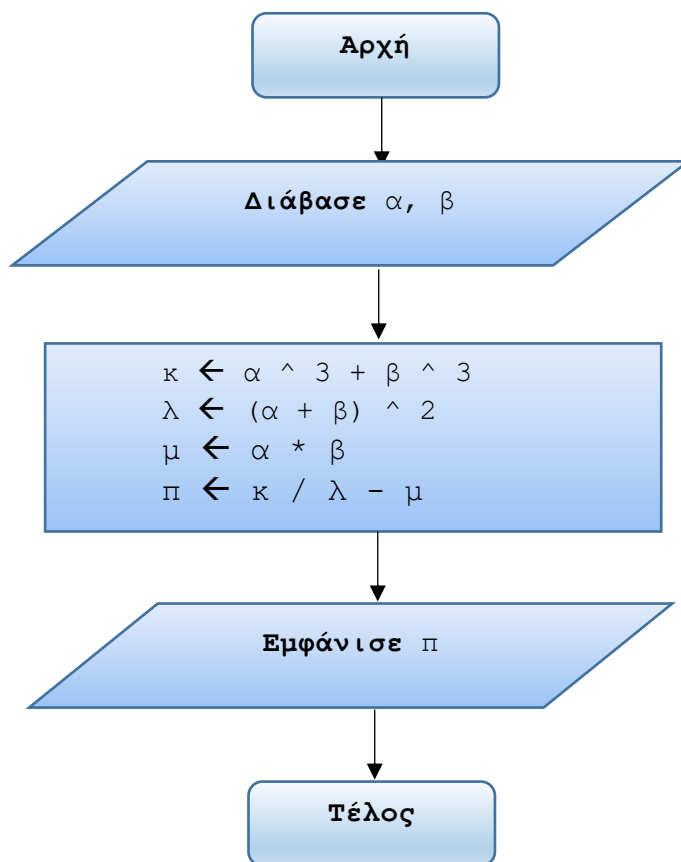 Αρχή
Διάβασε α, β
κ ← α ^ 3 + β ^ 3
λ ← (α + β) ^ 2
μ ← α * β
π ← κ / λ - μ
Εμφάνισε π
Τέλος